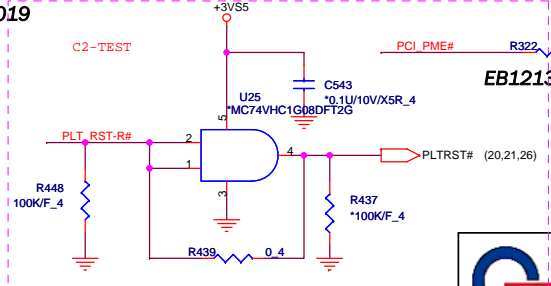 019
+3VS5
C2-TEST
PCI_PME#
R322
EB1213
C543
*0.1U/10V/X5R_4
U25
*MC74VHC1G08DFT2G
5
PLT_RST-R#
2
1
4
3
PLTRST# (20,21,26)
R448
100K/F_4
R437
*100K/F_4
R439
0_4